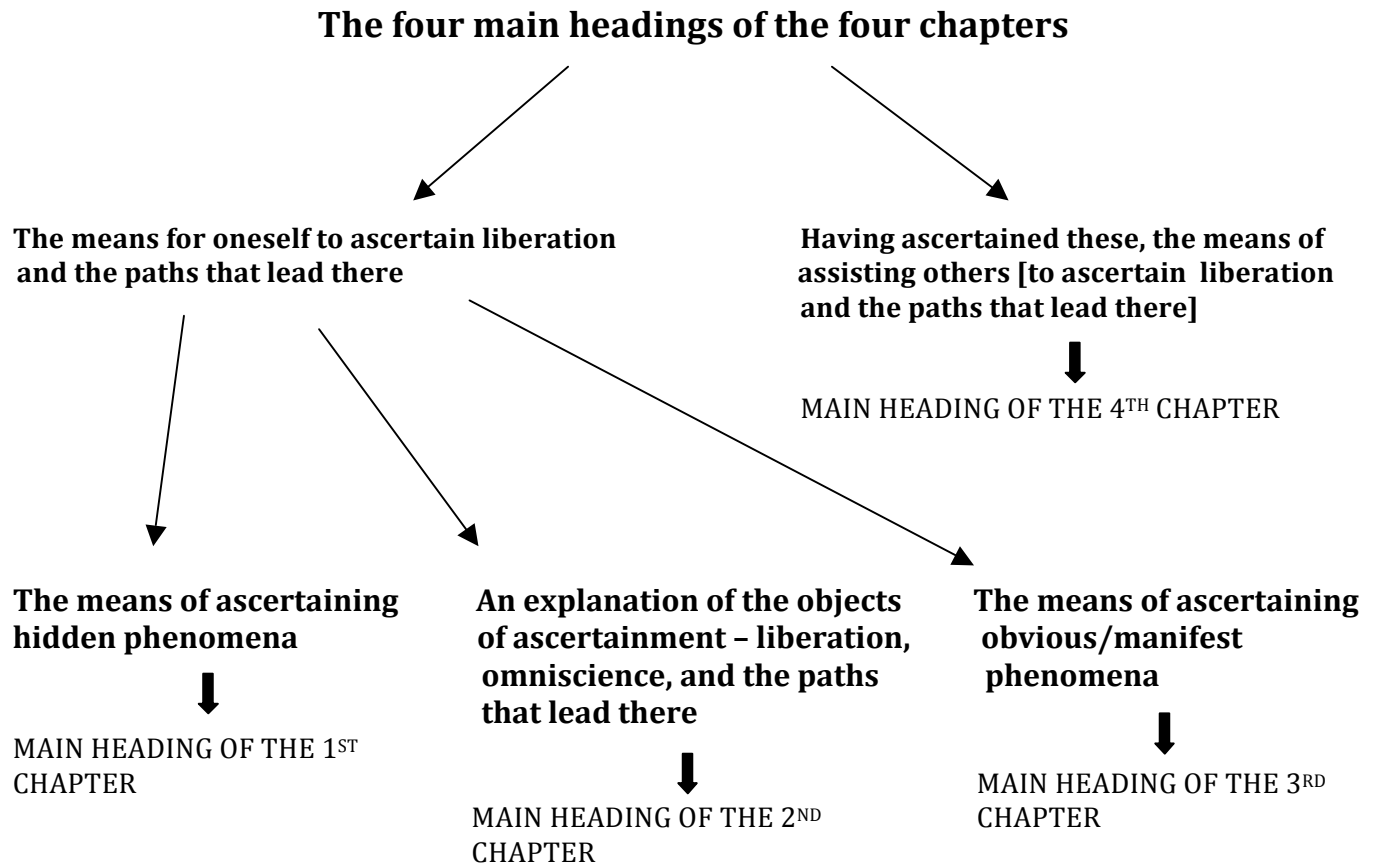 The four main headings of the four chapters
The means for oneself to ascertain liberation
and the paths that lead there
Having ascertained these, the means of
assisting others [to ascertain liberation
and the paths that lead there]
MAIN HEADING OF THE 4TH CHAPTER
The means of ascertaining
hidden phenomena
MAIN HEADING OF THE 1ST
CHAPTER
An explanation of the objects
of ascertainment – liberation,
omniscience, and the paths
that lead there
MAIN HEADING OF THE 2ND
CHAPTER
The means of ascertaining
obvious/manifest
phenomena
MAIN HEADING OF THE 3RD
CHAPTER